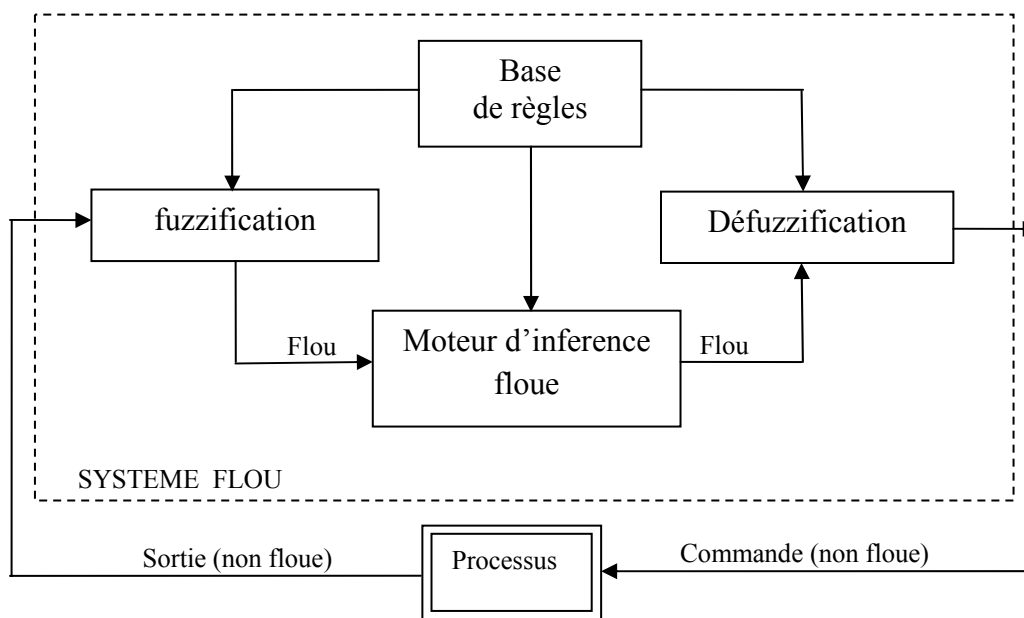 Base
de règles
fuzzification
Défuzzification
Flou
Moteur d’inference
floue
Flou
SYSTEME FLOU
Sortie (non floue)
Processus
Commande (non floue)